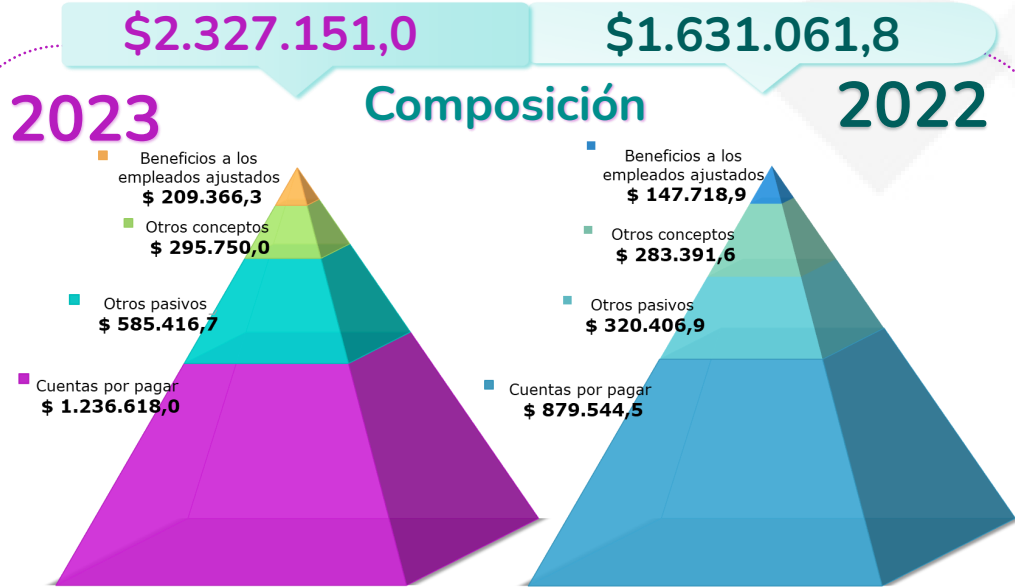 $2.327.151,0
$1.631.061,8
2023
Composición
2022
Beneficios a los
empleados ajustados
$ 209.366,3
Otros conceptos
$ 295.750,0
Otros pasivos
$ 585.416,7
Cuentas por pagar
$ 1.236.618,0
Beneficios a los
empleados ajustados
$ 147.718,9
Otros conceptos
$ 283.391,6
Otros pasivos
$ 320.406,9
Cuentas por pagar
$ 879.544,5